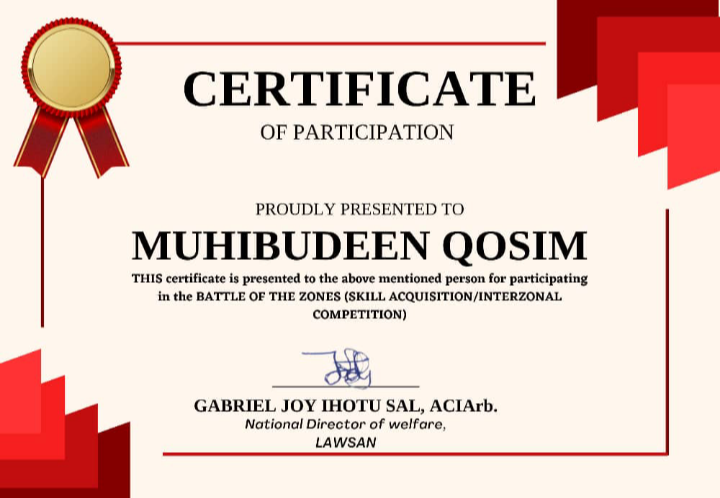 CERTIFICATE
OF PARTICIPATION
PROUDLY PRESENTED TO
MUHIBUDEEN QOSIM
THIS certificate is presented to the above mentioned person for participating
in the BATTLE OF THE ZONES (SKILL ACQUISITION/INTERZONAL
COMPETITION)
GABRIEL JOY IHOTU SAL, ACIArb.
National Director of welfare,
LAWSAN